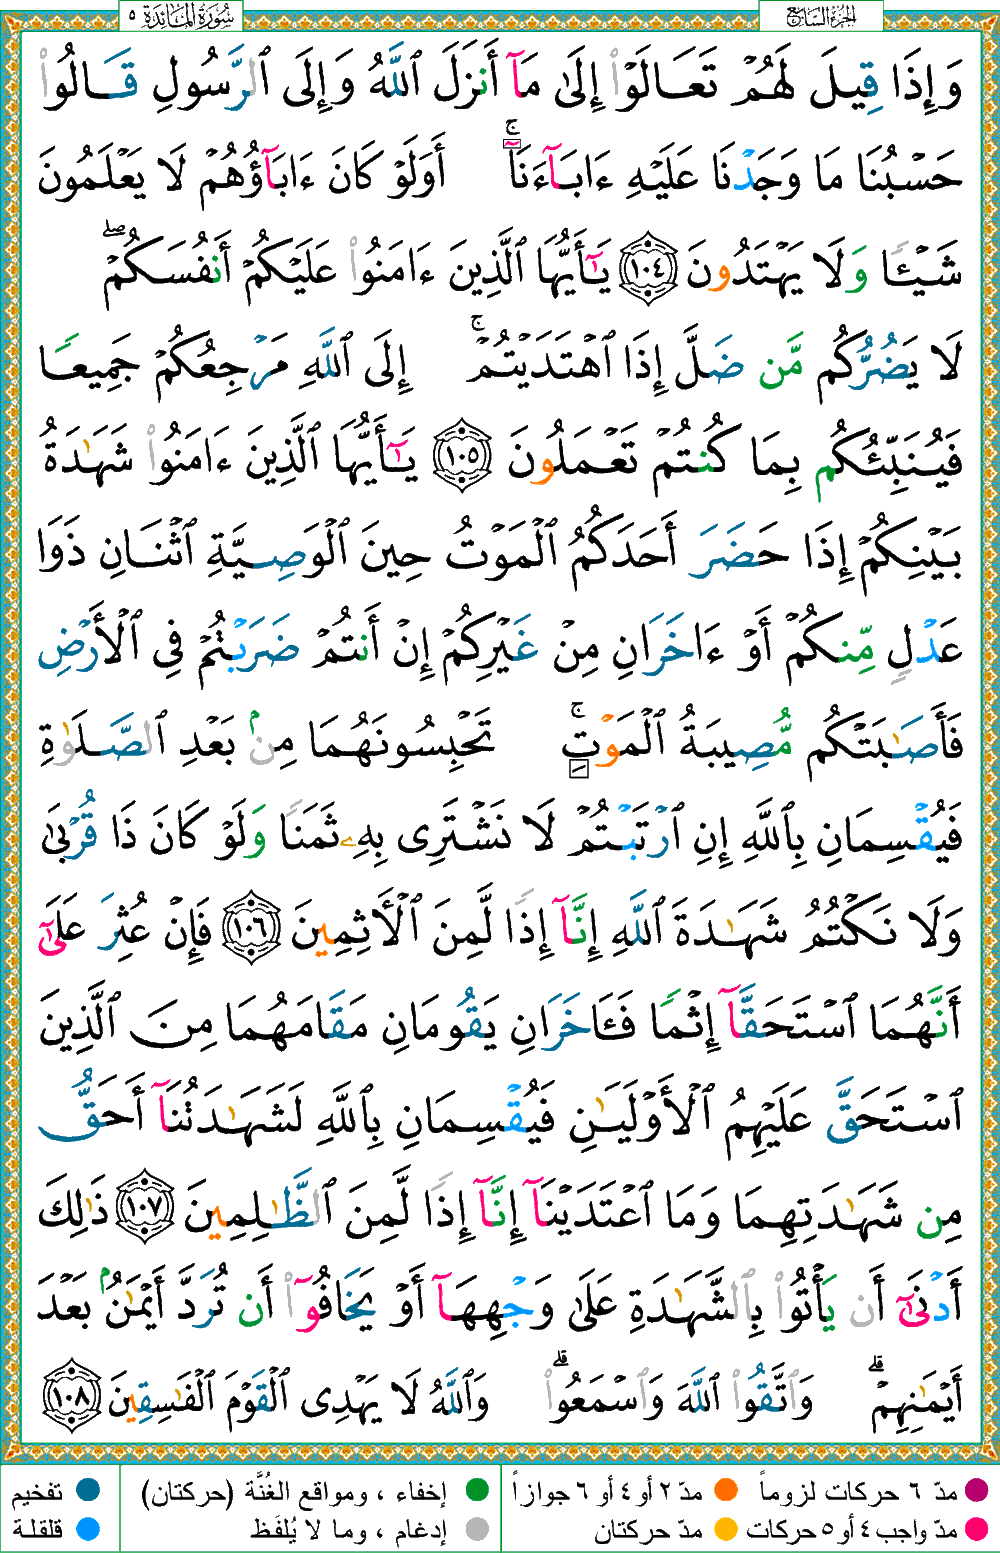 الجزء السابع
سُورَةُ المَائِدَة ٥
وَإِذَا قِيلَ لَهُمۡ تَعَالَوۡا۟ إِلَىٰ مَآ أَنزَلَ ٱللَّهُ وَإِلَى ٱلرَّسُولِ قَالُوا۟
حَسۡبُنَا مَا وَجَدۡنَا عَلَيۡهِ ءَابَآءَنَآۚ أَوَلَوۡ كَانَ ءَابَآؤُهُمۡ لَا يَعۡلَمُونَ
شَيۡـًٔا وَلَا يَهۡتَدُونَ ١٠٤ يَـٰٓأَيُّهَا ٱلَّذِينَ ءَامَنُوا۟ عَلَيۡكُمۡ أَنفُسَكُمۡۖ
لَا يَضُرُّكُم مَّن ضَلَّ إِذَا ٱهۡتَدَيۡتُمۡۚ إِلَى ٱللَّهِ مَرۡجِعُكُمۡ جَمِيعًا
فَيُنَبِّئُكُم بِمَا كُنتُمۡ تَعۡمَلُونَ ١٠٥ يَـٰٓأَيُّهَا ٱلَّذِينَ ءَامَنُوا۟ شَهَـٰدَةُ
بَيۡنِكُمۡ إِذَا حَضَرَ أَحَدَكُمُ ٱلۡمَوۡتُ حِينَ ٱلۡوَصِيَّةِ ٱثۡنَانِ ذَوَا
عَدۡلٍ مِّنكُمۡ أَوۡ ءَاخَرَانِ مِنۡ غَيۡرِكُمۡ إِنۡ أَنتُمۡ ضَرَبۡتُمۡ فِى ٱلۡأَرۡضِ
فَأَصَـٰبَتۡكُم مُّصِيبَةُ ٱلۡمَوۡتِۚ تَحۡبِسُونَهُمَا مِنۢ بَعۡدِ ٱلصَّلَوٰةِ
فَيُقۡسِمَانِ بِٱللَّهِ إِنِ ٱرۡتَبۡتُمۡ لَا نَشۡتَرِى بِهِۦ ثَمَنًا وَلَوۡ كَانَ ذَا قُرۡبَىٰ
وَلَا نَكۡتُمُ شَهَـٰدَةَ ٱللَّهِ إِنَّآ إِذًا لَّمِنَ ٱلۡأَثِمِينَ ١٠٦ فَإِنۡ عُثِرَ عَلَىٰٓ
أَنَّهُمَا ٱسۡتَحَقَّآ إِثۡمًا فَـَٔاخَرَانِ يَقُومَانِ مَقَامَهُمَا مِنَ ٱلَّذِينَ
ٱسۡتَحَقَّ عَلَيۡهِمُ ٱلۡأَوۡلَيَـٰنِ فَيُقۡسِمَانِ بِٱللَّهِ لَشَهَـٰدَتُنَآ أَحَقُّ
مِن شَهَـٰدَتِهِمَا وَمَا ٱعۡتَدَيۡنَآ إِنَّآ إِذًا لَّمِنَ ٱلظَّـٰلِمِينَ ١٠٧ ذَٰلِكَ
أَدۡنَىٰٓ أَن يَأۡتُوا۟ بِٱلشَّهَـٰدَةِ عَلَىٰ وَجۡهِهَآ أَوۡ يَخَافُوٓا۟ أَن تُرَدَّ أَيۡمَـٰنُۢ بَعۡدَ
أَيۡمَـٰنِهِمۡۗ وَٱتَّقُوا۟ ٱللَّهَ وَٱسۡمَعُوا۟ۗ وَٱللَّهُ لَا يَهۡدِى ٱلۡقَوۡمَ ٱلۡفَـٰسِقِينَ ١٠٨
مدّ ٦ حركات لزوماً مدّ ٢ أو ٤ أو ٦ جوازاً إخفاء ، ومواقع الغُنَّة (حركتان) تفخيم
مدّ واجب ٤ أو ٥ حركات مدّ حركتان إدغام ، وما لا يُلفَظ قلقلة